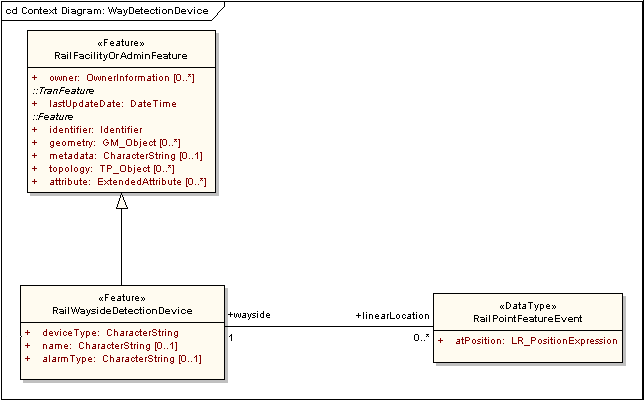 cd Context Diagram: WayDetectionDevice
«Feature»
RailFacilityOrAdminFeature
+ owner: OwnerInformation [0..*]
::TranFeature
+ lastUpdateDate: DateTime
::Feature
+ identifier: Identifier
+ geometry: GM_Object [0..*]
+ metadata: CharacterString [0..1]
+ topology: TP_Object [0..*]
+ attribute: ExtendedAttribute [0..*]
«Feature»
RailWaysideDetectionDevice
+ deviceType: CharacterString
+ name: CharacterString [0..1]
+ alarmType: CharacterString [0..1]
+wayside
1
+linearLocation
0..*
«DataType»
RailPointFeatureEvent
+ atPosition: LR_PositionExpression